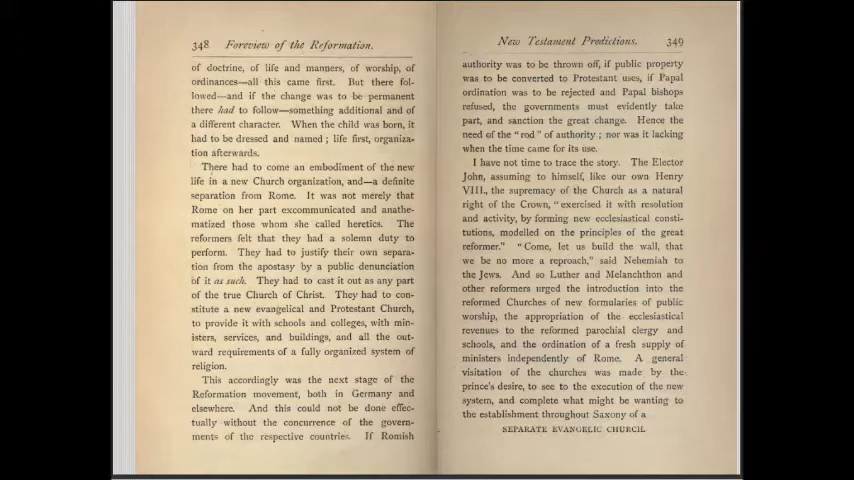 348 Foreview of the Reformation.
of doctrine, of life and manners, of worship, of
ordinances—all this came first. But there fol-
lowed—and if the change was to be permanent
there had to follow—something additional and of
a different character. When the child was born, it
had to be dressed and named; life first, organiza-
tion afterwards.
There had to come an embodiment of the new
life in a new Church organization, and—a definite
separation from Rome. It was not merely that
Rome on her part excommunicated and anathe-
matized those whom she called heretics. The
reformers felt that they had a solemn duty to
perform. They had to justify their own separa-
tion from the apostasy by a public denunciation
of it as such. They had to cast it out as any part
of the true Church of Christ. They had to con-
stitute a new evangelical and Protestant Church,
to provide it with schools and colleges, with min-
isters, services, and buildings, and all the out-
ward requirements of a fully organized system of
religion.
This accordingly was the next stage of the
Reformation movement, both in Germany and
elsewhere. And this could not be done effec-
tually without the concurrence of the govern-
ments of the respective countries. If Romish
New Testament Predictions. 349
authority was to be thrown off, if public property
was to be converted to Protestant uses, if Papal
ordination was to be rejected and Papal bishops
refused, the governments must evidently take
part, and sanction the great change. Hence the
need of the "rod" of authority; nor was it lacking
when the time came for its use.
I have not time to trace the story. The Elector
John, assuming to himself, like our own Henry
VIII., the supremacy of the Church as a natural
right of the Crown, "exercised it with resolution
and activity, by forming new ecclesiastical consti-
tutions, modelled on the principles of the great
reformer." "Come, let us build the wall, that
we be no more a reproach," said Nehemiah to
the Jews. And so Luther and Melanchthon and
other reformers urged the introduction into the
reformed Churches of new formularies of public
worship, the appropriation of the ecclesiastical
revenues to the reformed parochial clergy and
schools, and the ordination of a fresh supply of
ministers independently of Rome. A general
visitation of the churches was made by the
prince's desire, to see to the execution of the new
system, and complete what might be wanting to
the establishment throughout Saxony of a
SEPARATE EVANGELIC CHURCH.